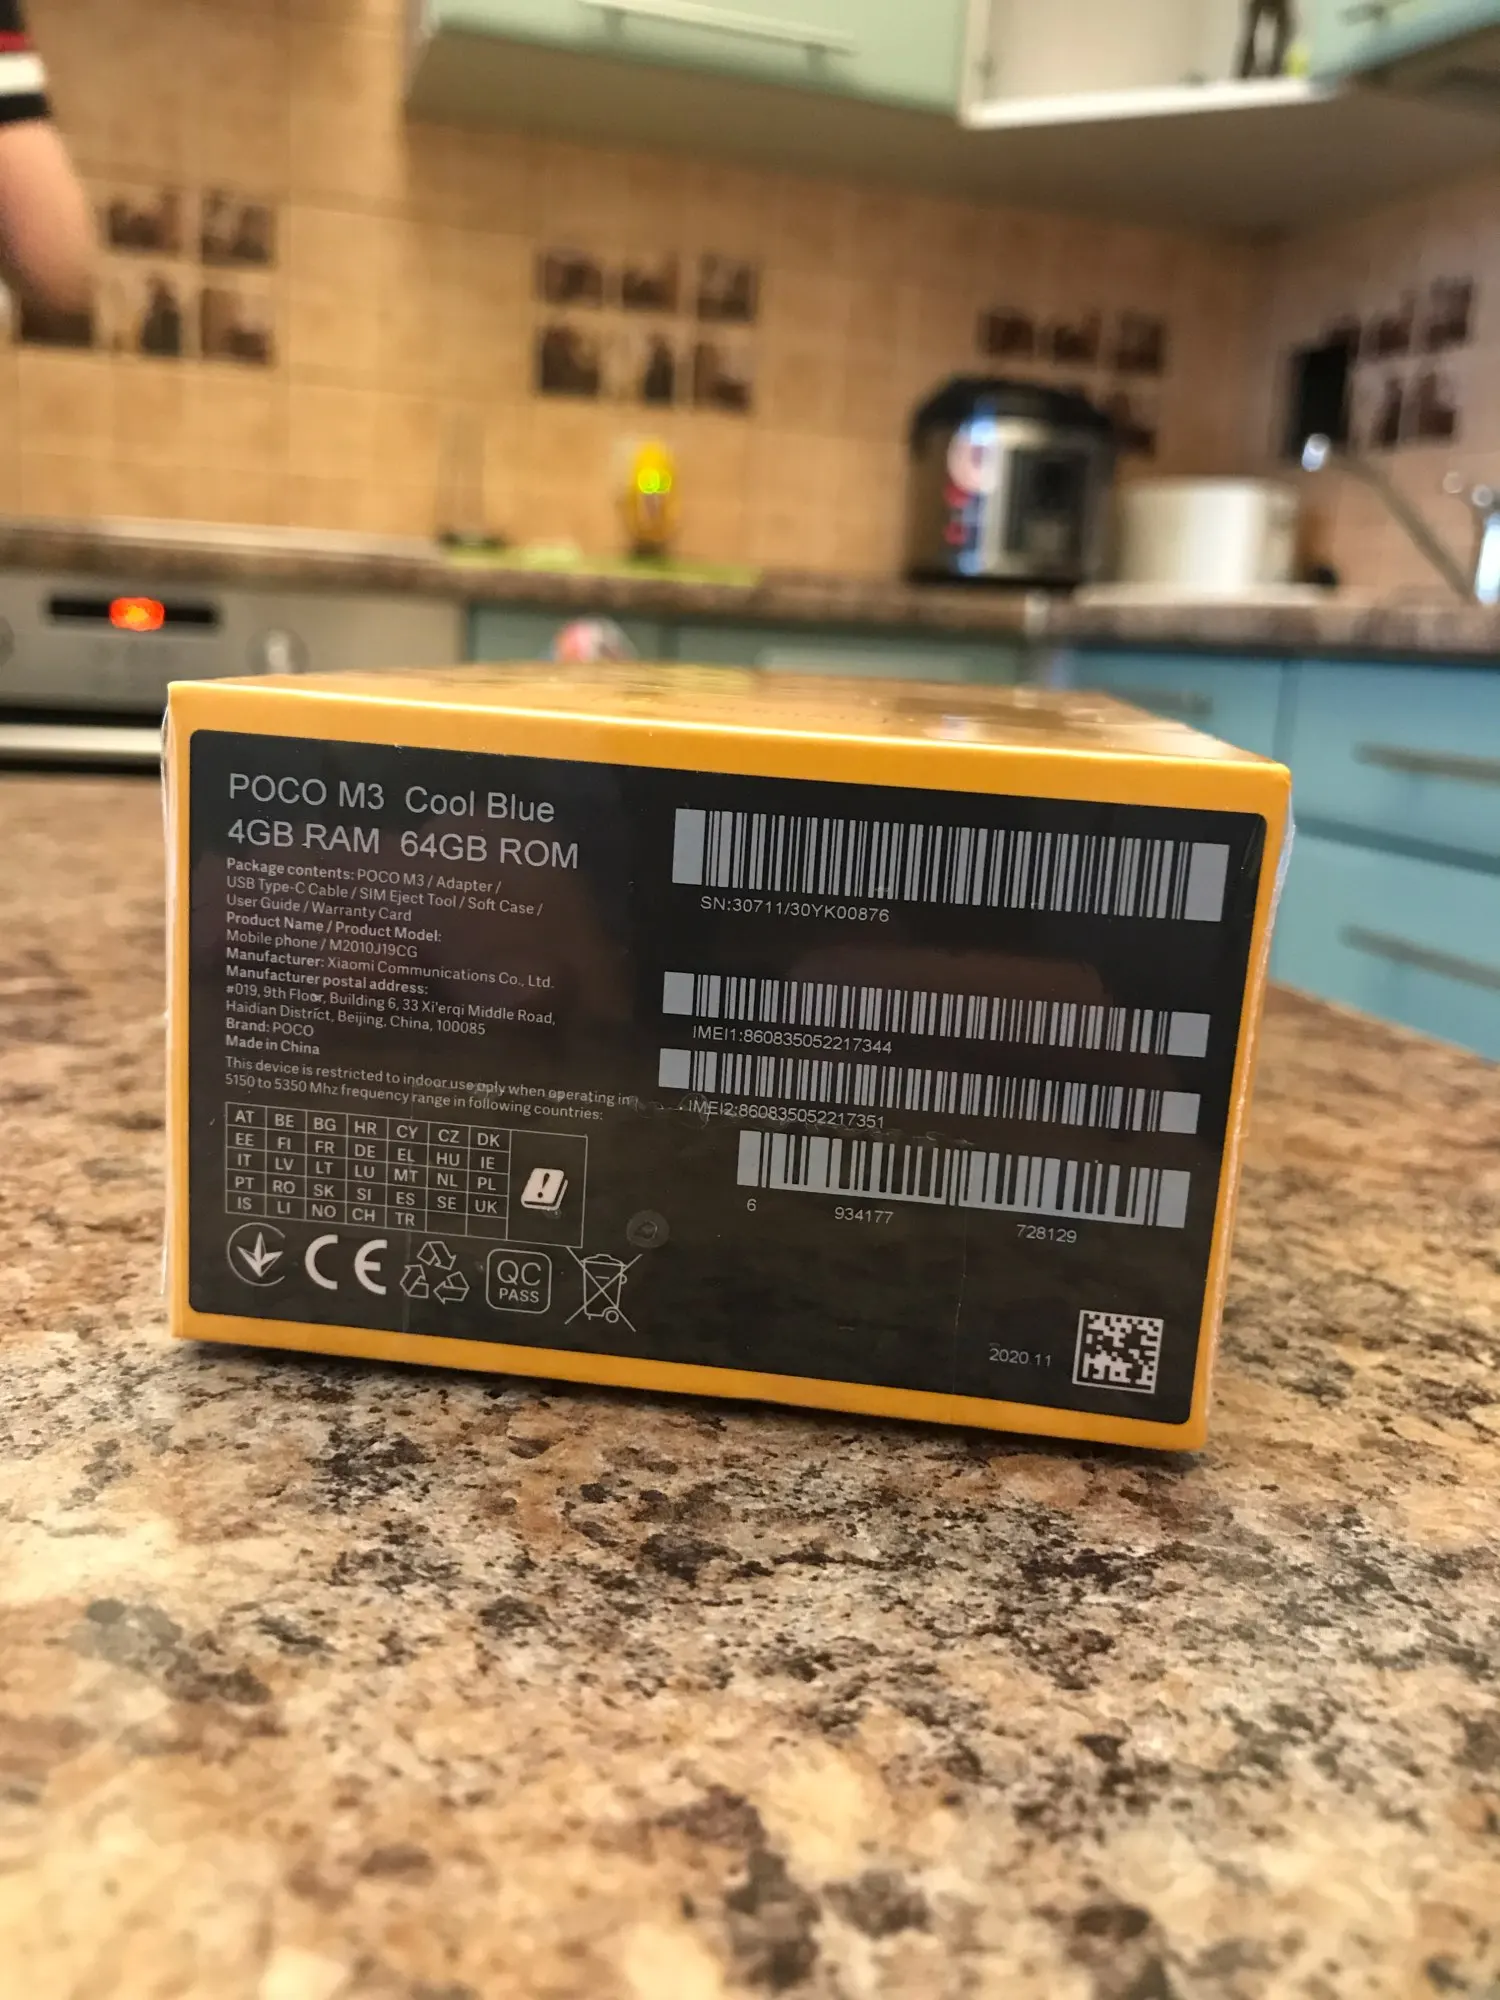 POCO M3 Cool Blue
4GB RAM 64GB ROM
Package contents: POCO M3 / Adapter /
USB Type-C Cable / SIM Eject Tool / Soft Case /
User Guide / Warranty Card
Product Name / Product Model:
Mobile phone / M2010J19CG
Manufacturer: Xiaomi Communications Co., Ltd.
Manufacturer postal address:
#019, 9th Floor, Building 6, 33 Xi'erqi Middle Road,
Haidian District, Beijing, China, 100085
Brand: POCO
Made in China
This device is restricted to indoor use only when operating in
5150 to 5350 Mhz frequency range in following countries:
AT BE BG HR CY CZ DK
EE FI FR DE EL HU IE
IT LV LT LU MT NL PL
PT RO SK SI ES SE UK
IS LI NO CH TR
CE
QC
PASS
SN:30711/30YK00876
IMEI1:860835052217344
IMEI2:860835052217351
6 934177 728129
2020.11